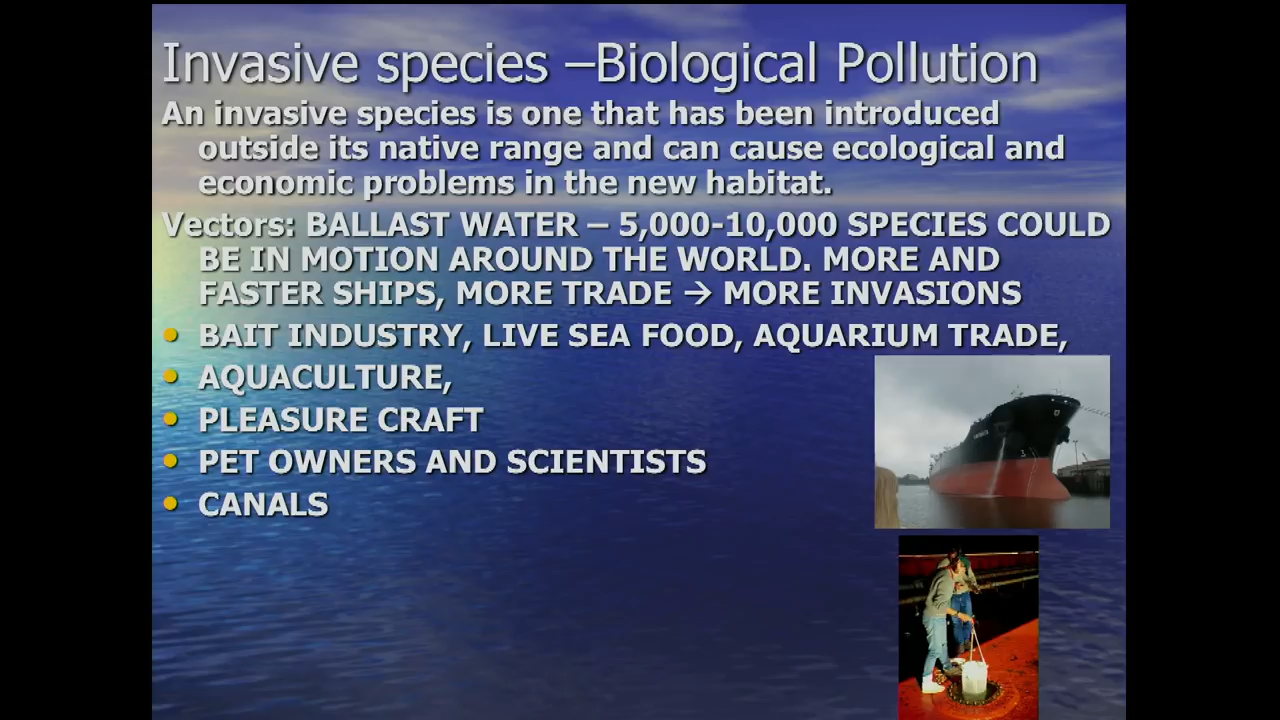 Invasive species –Biological Pollution
An invasive species is one that has been introduced
outside its native range and can cause ecological and
economic problems in the new habitat.
Vectors: BALLAST WATER – 5,000-10,000 SPECIES COULD
BE IN MOTION AROUND THE WORLD. MORE AND
FASTER SHIPS, MORE TRADE → MORE INVASIONS
• BAIT INDUSTRY, LIVE SEA FOOD, AQUARIUM TRADE,
• AQUACULTURE,
• PLEASURE CRAFT
• PET OWNERS AND SCIENTISTS
• CANALS